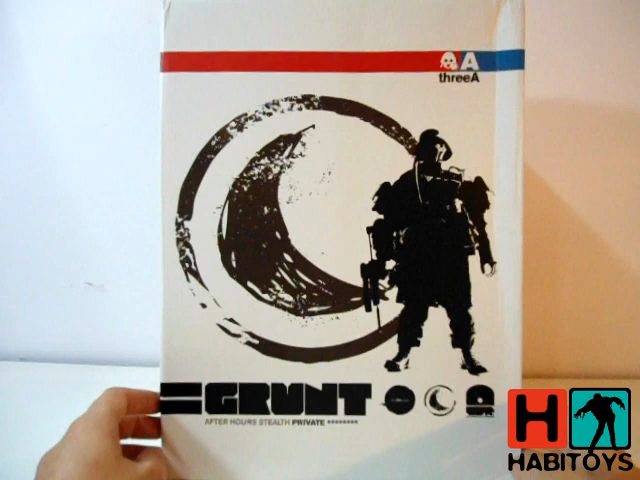 A
threeA
GRUNT
AFTER HOURS STEALTH PRIVATE ********
H
HABITOYS